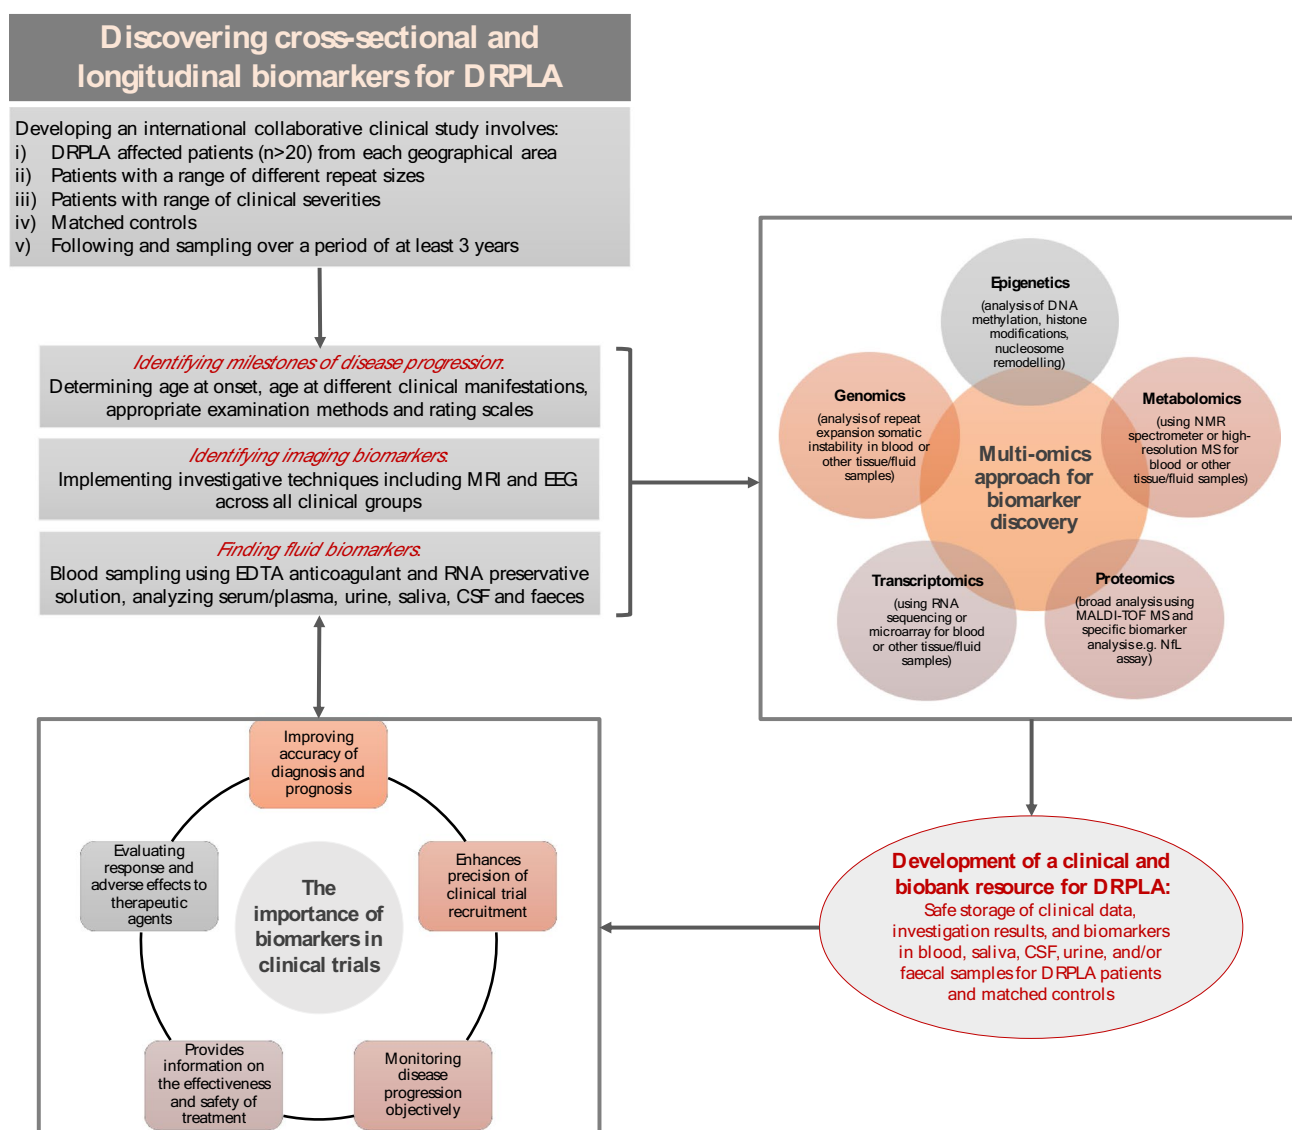 Discovering cross-sectional and
longitudinal biomarkers for DRPLA
Developing an international collaborative clinical study involves:
i) DRPLA affected patients (n>20) from each geographical area
ii) Patients with a range of different repeat sizes
iii) Patients with range of clinical severities
iv) Matched controls
v) Following and sampling over a period of at least 3 years
Identifying milestones of disease progression:
Determining age at onset, age at different clinical manifestations,
appropriate examination methods and rating scales
Identifying imaging biomarkers:
Implementing investigative techniques including MRI and EEG
across all clinical groups
Finding fluid biomarkers:
Blood sampling using EDTA anticoagulant and RNA preservative
solution, analyzing serum/plasma, urine, saliva, CSF and faeces
Epigenetics
(analysis of DNA
methylation, histone
modifications,
nucleosome
remodelling)
Genomics
(analysis of repeat
expansion somatic
instability in blood or
other tissue/fluid
samples)
Metabolomics
(using NMR
spectrometer or high-
resolution MS for
blood or other
tissue/fluid samples)
Multi-omics
approach for
biomarker
discovery
Transcriptomics
(using RNA
sequencing or
microarray for blood
or other tissue/fluid
samples)
Proteomics
(broad analysis using
MALDI-TOF MS and
specific biomarker
analysis e.g. NfL
assay)
Development of a clinical and
biobank resource for DRPLA:
Safe storage of clinical data,
investigation results, and biomarkers
in blood, saliva, CSF, urine, and/or
faecal samples for DRPLA patients
and matched controls
Improving
accuracy of
diagnosis and
prognosis
Enhances
precision of
clinical trial
recruitment
Monitoring
disease
progression
objectively
Provides
information on
the effectiveness
and safety of
treatment
Evaluating
response and
adverse effects to
therapeutic
agents
The
importance of
biomarkers in
clinical trials